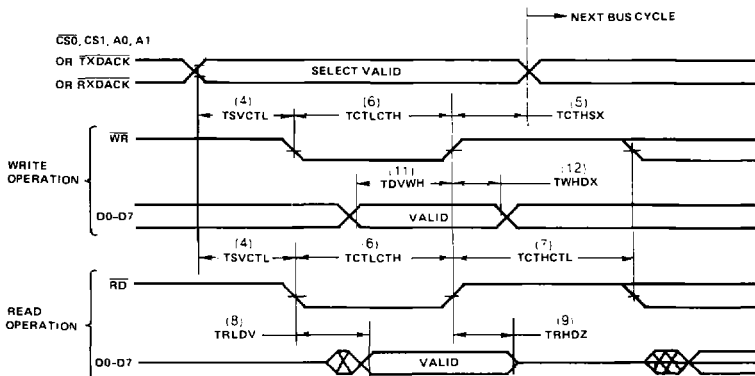 NEXT BUS CYCLE
CS0, CS1, A0, A1
OR TXDACK
OR RXDACK
SELECT VALID
(4)
TSVCTL
(6)
TCTLCTH
(5)
TCTHSX
WRITE
OPERATION
WR
(11)
TDVWH
(12)
TWHDX
D0-D7
VALID
(4)
TSVCTL
(6)
TCTLCTH
(7)
TCTHCTL
READ
OPERATION
RD
(8)
TRLDV
(9)
TRHDZ
D0-D7
VALID